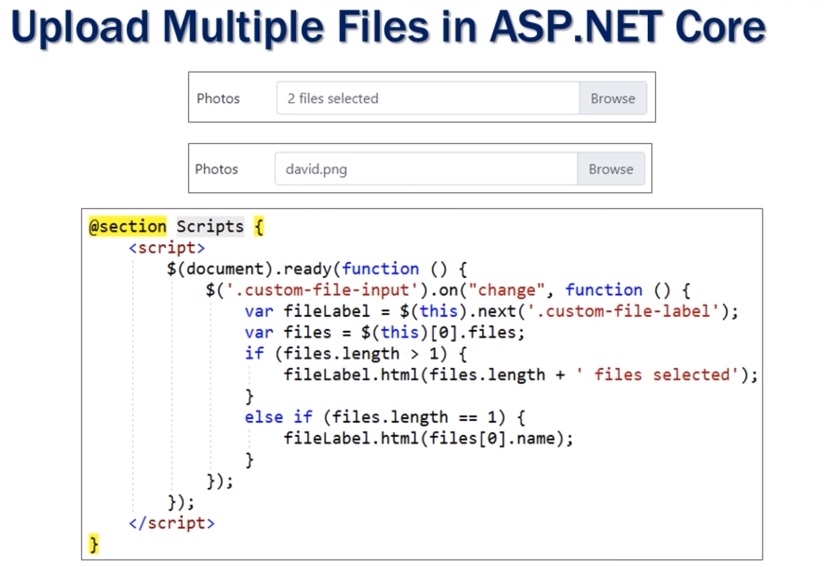 Upload Multiple Files in ASP.NET Core
Photos 2 files selected Browse
Photos david.png Browse
@section Scripts {
<script>
$(document).ready(function () {
$('.custom-file-input').on("change", function () {
var fileLabel = $(this).next('.custom-file-label');
var files = $(this)[0].files;
if (files.length > 1) {
fileLabel.html(files.length + ' files selected');
}
else if (files.length == 1) {
fileLabel.html(files[0].name);
}
});
});
</script>
}